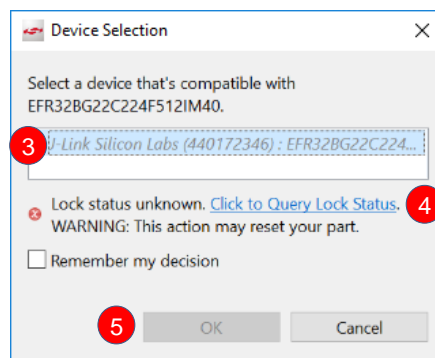 Device Selection
Select a device that's compatible with
EFR32BG22C224F512IM40.
3
J-Link Silicon Labs (440172346) : EFR32BG22C224...
Lock status unknown. Click to Query Lock Status.
4
WARNING: This action may reset your part.
Remember my decision
5
OK
Cancel